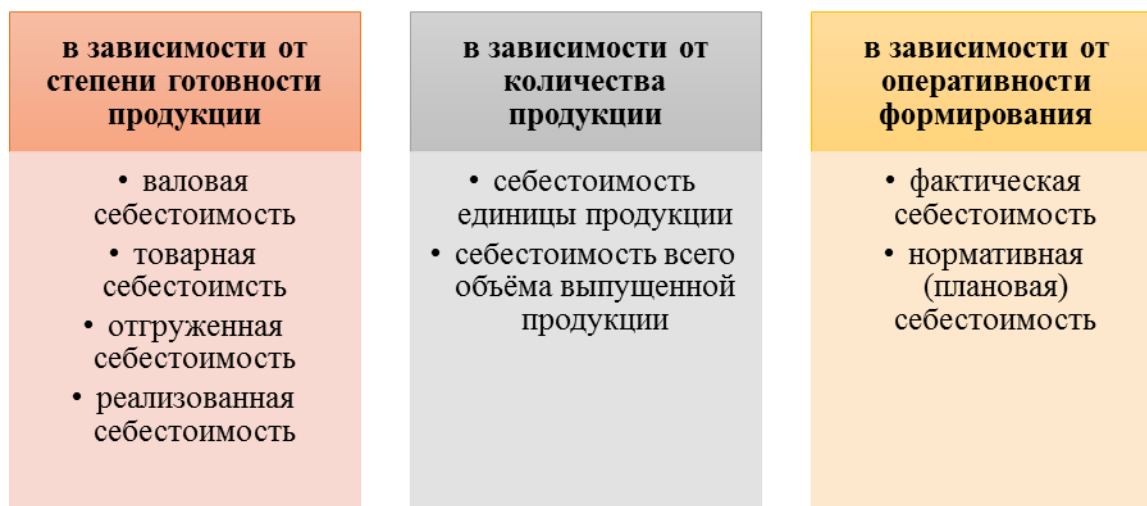 в зависимости от
степени готовности
продукции
• валовая
себестоимость
• товарная
себестоимсть
• отгруженная
себестоимость
• реализованная
себестоимость
в зависимости от
количества
продукции
• себестоимость
единицы продукции
• себестоимость всего
объёма выпущенной
продукции
в зависимости от
оперативности
формирования
• фактическая
себестоимость
• нормативная
(плановая)
себестоимость